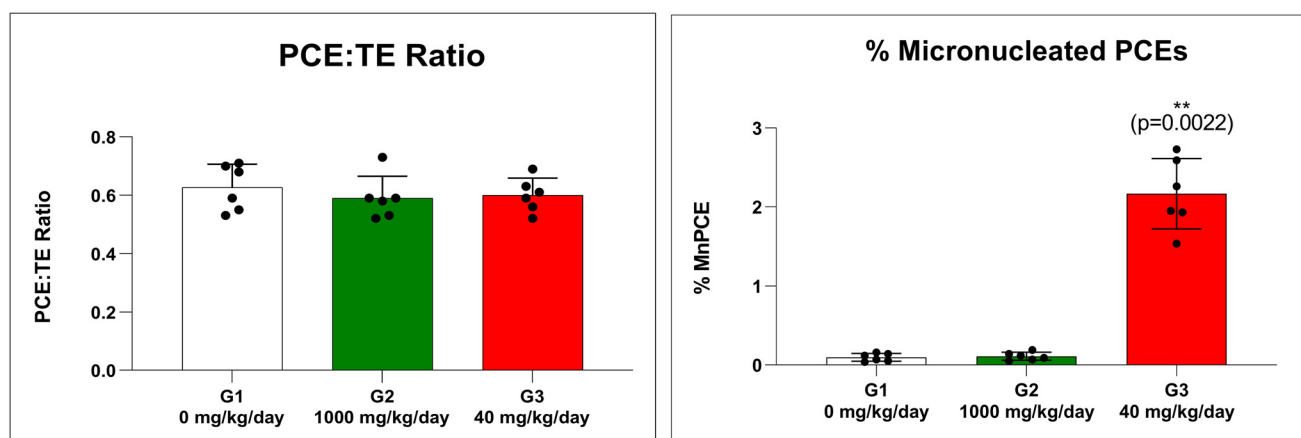 PCE:TE Ratio
PCE:TE Ratio
0.8
0.6
0.4
0.2
0.0
G1
0 mg/kg/day
G2
1000 mg/kg/day
G3
40 mg/kg/day
% Micronucleated PCEs
**
(p=0.0022)
% MnPCE
3
2
1
0
G1
0 mg/kg/day
G2
1000 mg/kg/day
G3
40 mg/kg/day